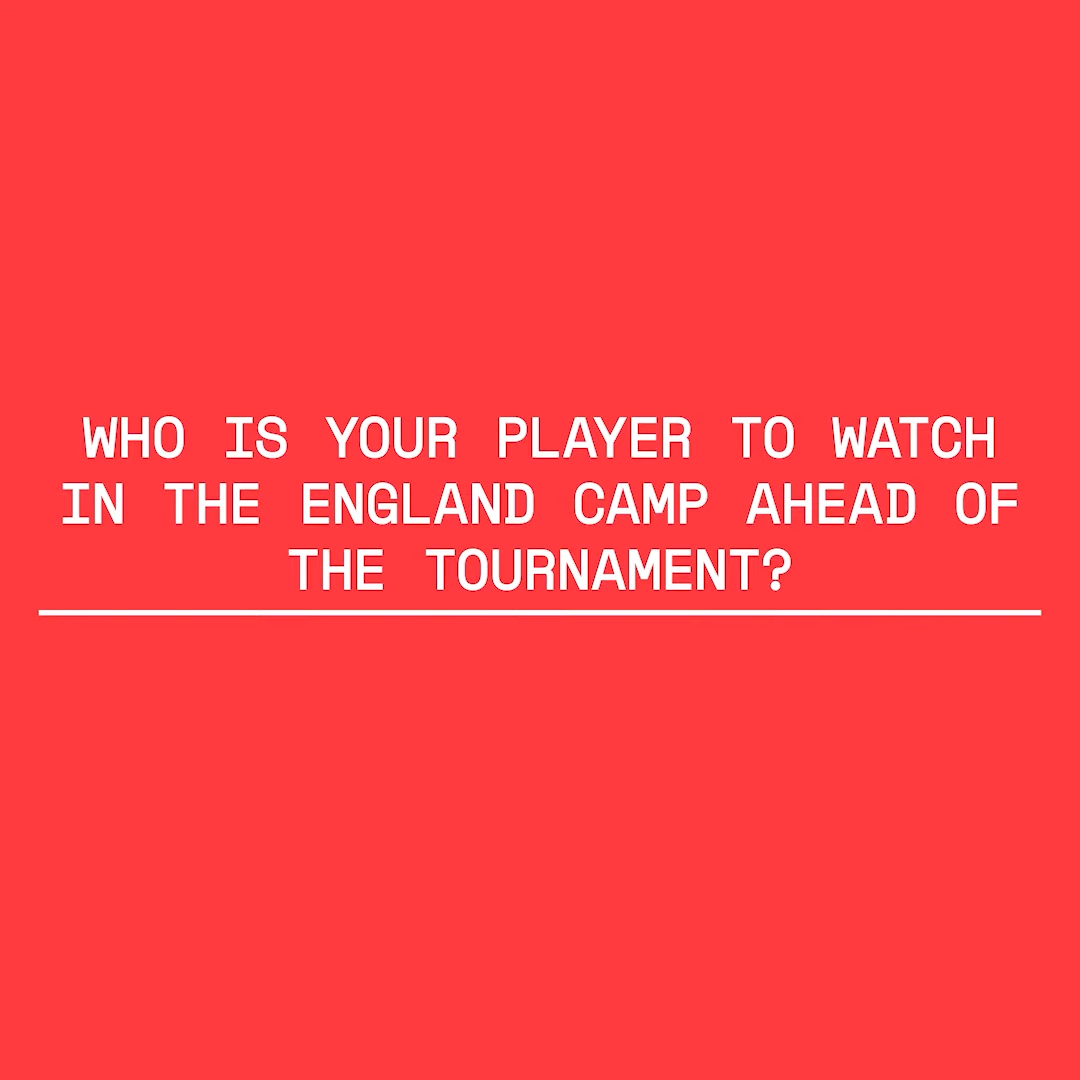 WHO IS YOUR PLAYER TO WATCH
IN THE ENGLAND CAMP AHEAD OF
THE TOURNAMENT?